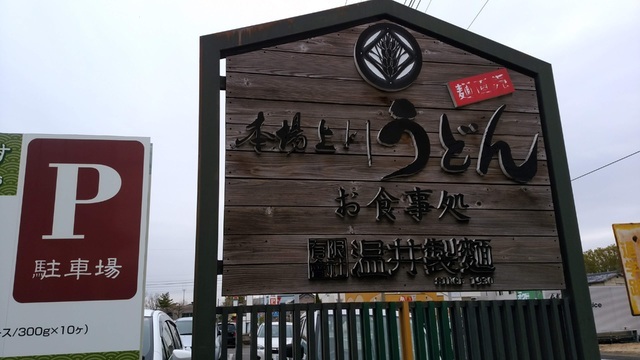 麺直売
本場上州うどん
お食事処
有限会社 温井製麺
P
駐車場
ース/300g×10ヶ)